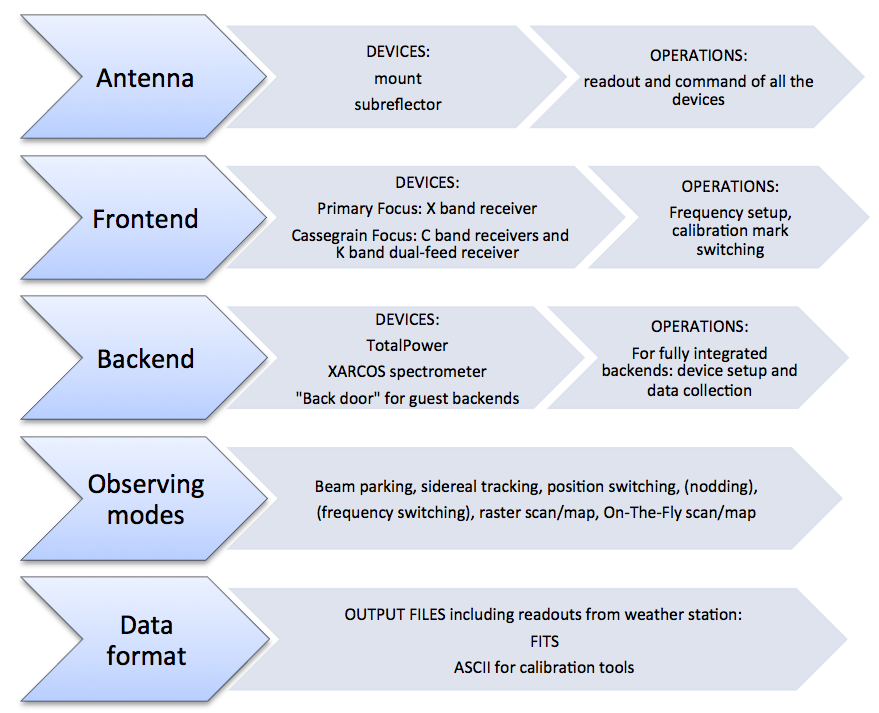 Antenna
DEVICES:
mount
subreflector
OPERATIONS:
readout and command of all the
devices
Frontend
DEVICES:
Primary Focus: X band receiver
Cassegrain Focus: C band receivers and
K band dual-feed receiver
OPERATIONS:
Frequency setup,
calibration mark
switching
Backend
DEVICES:
TotalPower
XARCOS spectrometer
"Back door" for guest backends
OPERATIONS:
For fully integrated
backends: device setup and
data collection
Observing
modes
Beam parking, sidereal tracking, position switching, (nodding),
(frequency switching), raster scan/map, On-The-Fly scan/map
Data
format
OUTPUT FILES including readouts from weather station:
FITS
ASCII for calibration tools